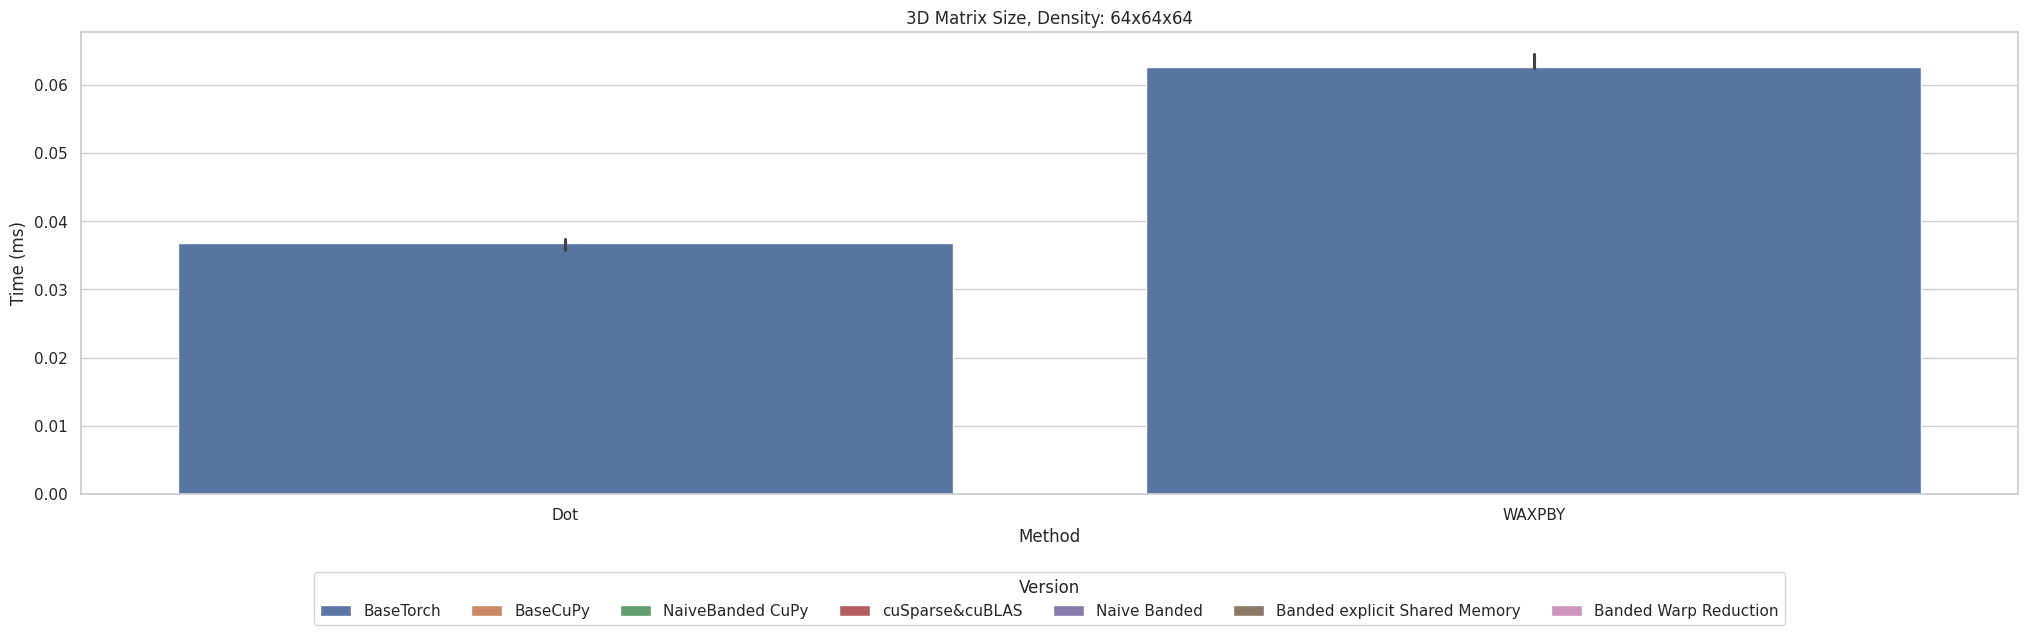 3D Matrix Size, Density: 64x64x64
0.06
0.05
0.04
0.03
0.02
0.01
0.00
Time (ms)
Dot WAXPBY
Method
Version
BaseTorch BaseCuPy NaiveBanded CuPy cuSparse&cuBLAS Naive Banded Banded explicit Shared Memory Banded Warp Reduction